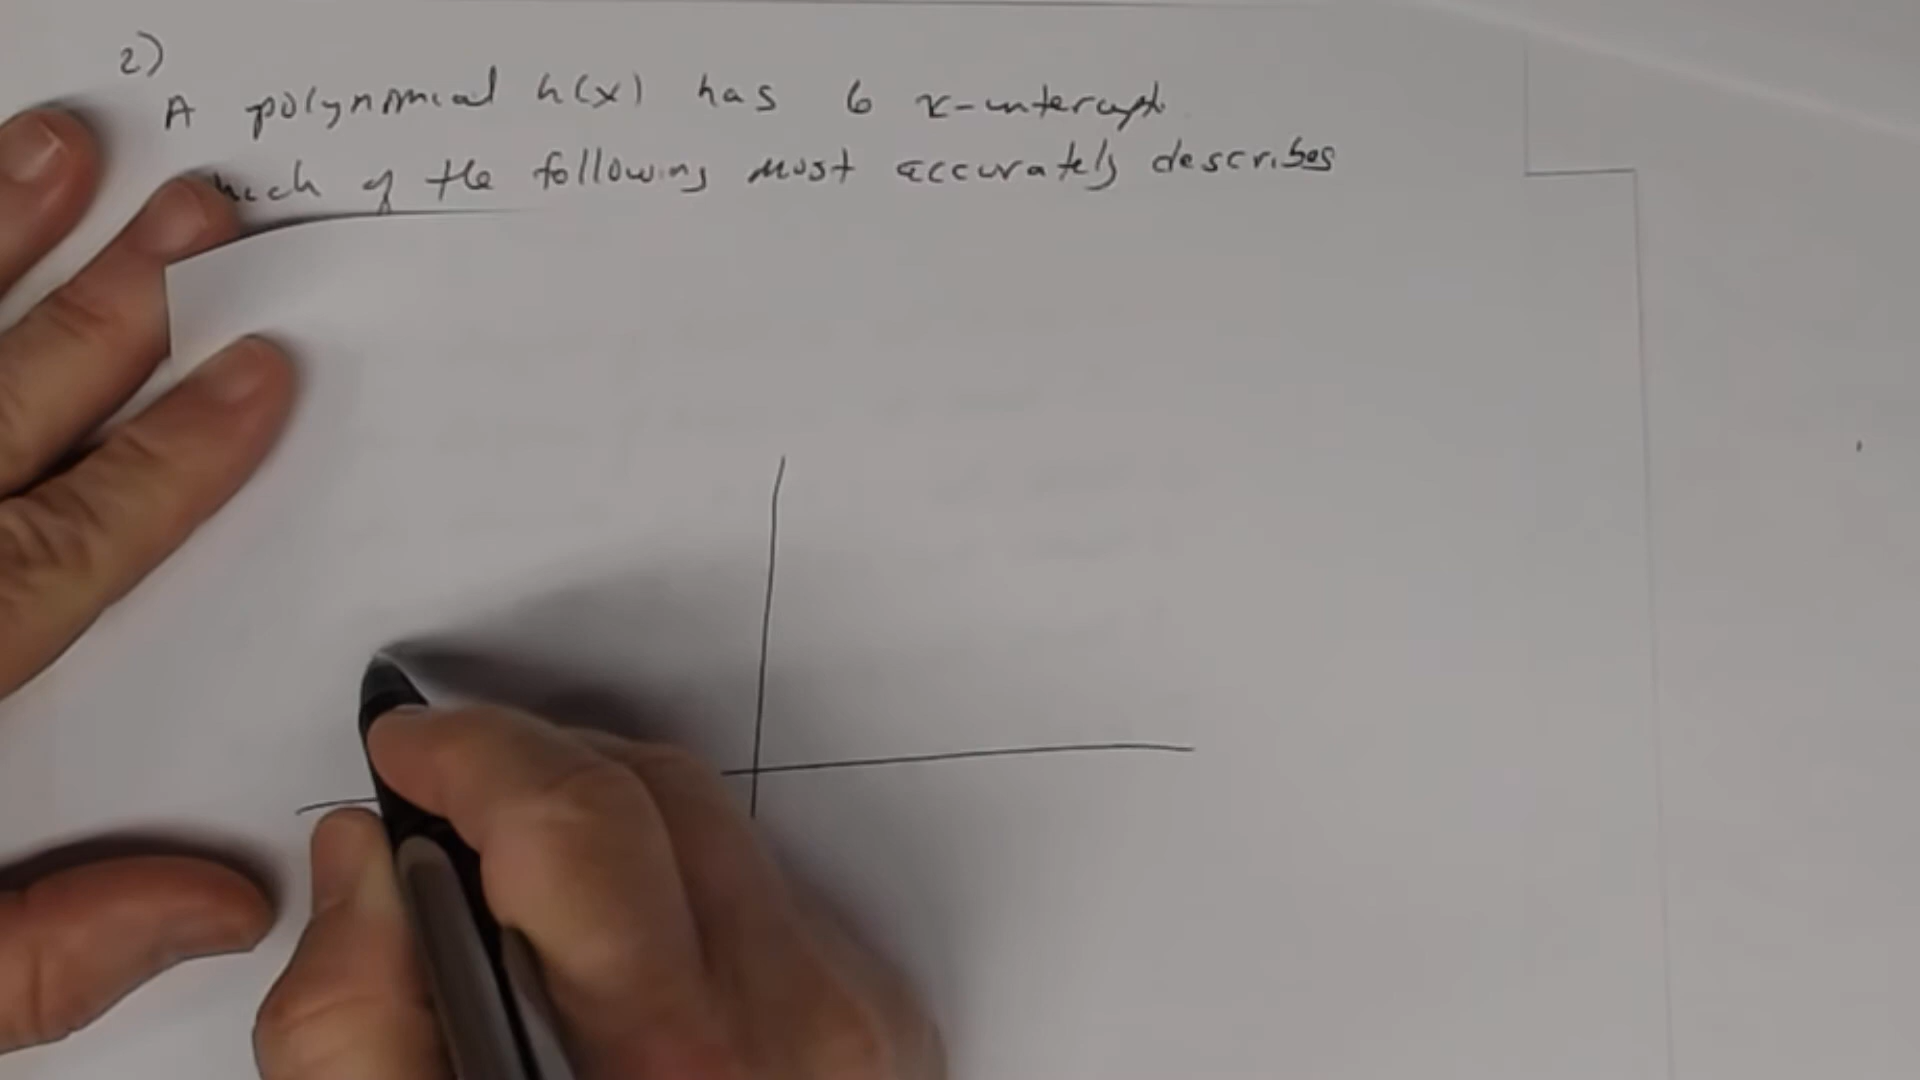 2)
A polynomial h(x) has 6 x-intercepts
of the following most accurately describes